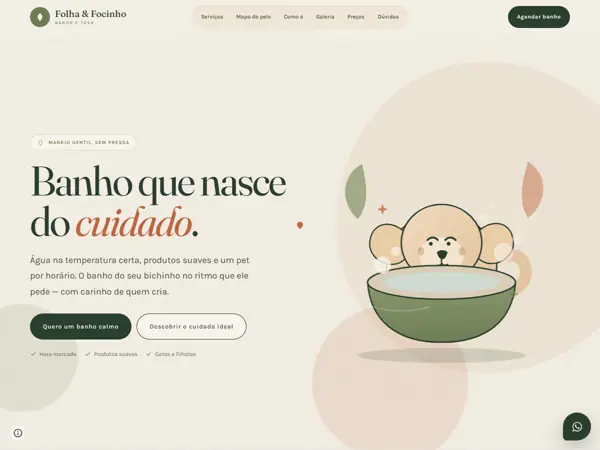 Folha & Focinho
BANHO E TOSA
Serviços
Mapa do pelo
Como é
Galeria
Preços
Dúvidas
Agendar banho
MANEJO GENTIL, SEM PRESSA
Banho que nasce
do cuidado.
Água na temperatura certa, produtos suaves e um pet
por horário. O banho do seu bichinho no ritmo que ele
pede — com carinho de quem cria.
Quero um banho calmo
Descobrir o cuidado ideal
Hora marcada
Produtos suaves